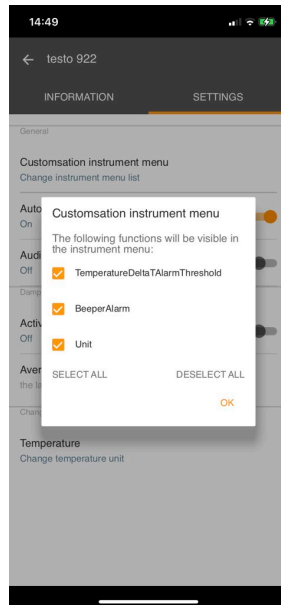 14:49
testo 922
INFORMATION SETTINGS
General
Customsation instrument menu
Change instrument menu list
Auto
On
Audi
Off
Damp
Activ
Off
Aver
the la
Chang
Customsation instrument menu
The following functions will be visible in
the instrument menu:
TemperatureDeltaTAlarmThreshold
BeeperAlarm
Unit
SELECT ALL DESELECT ALL
OK
Temperature
Change temperature unit